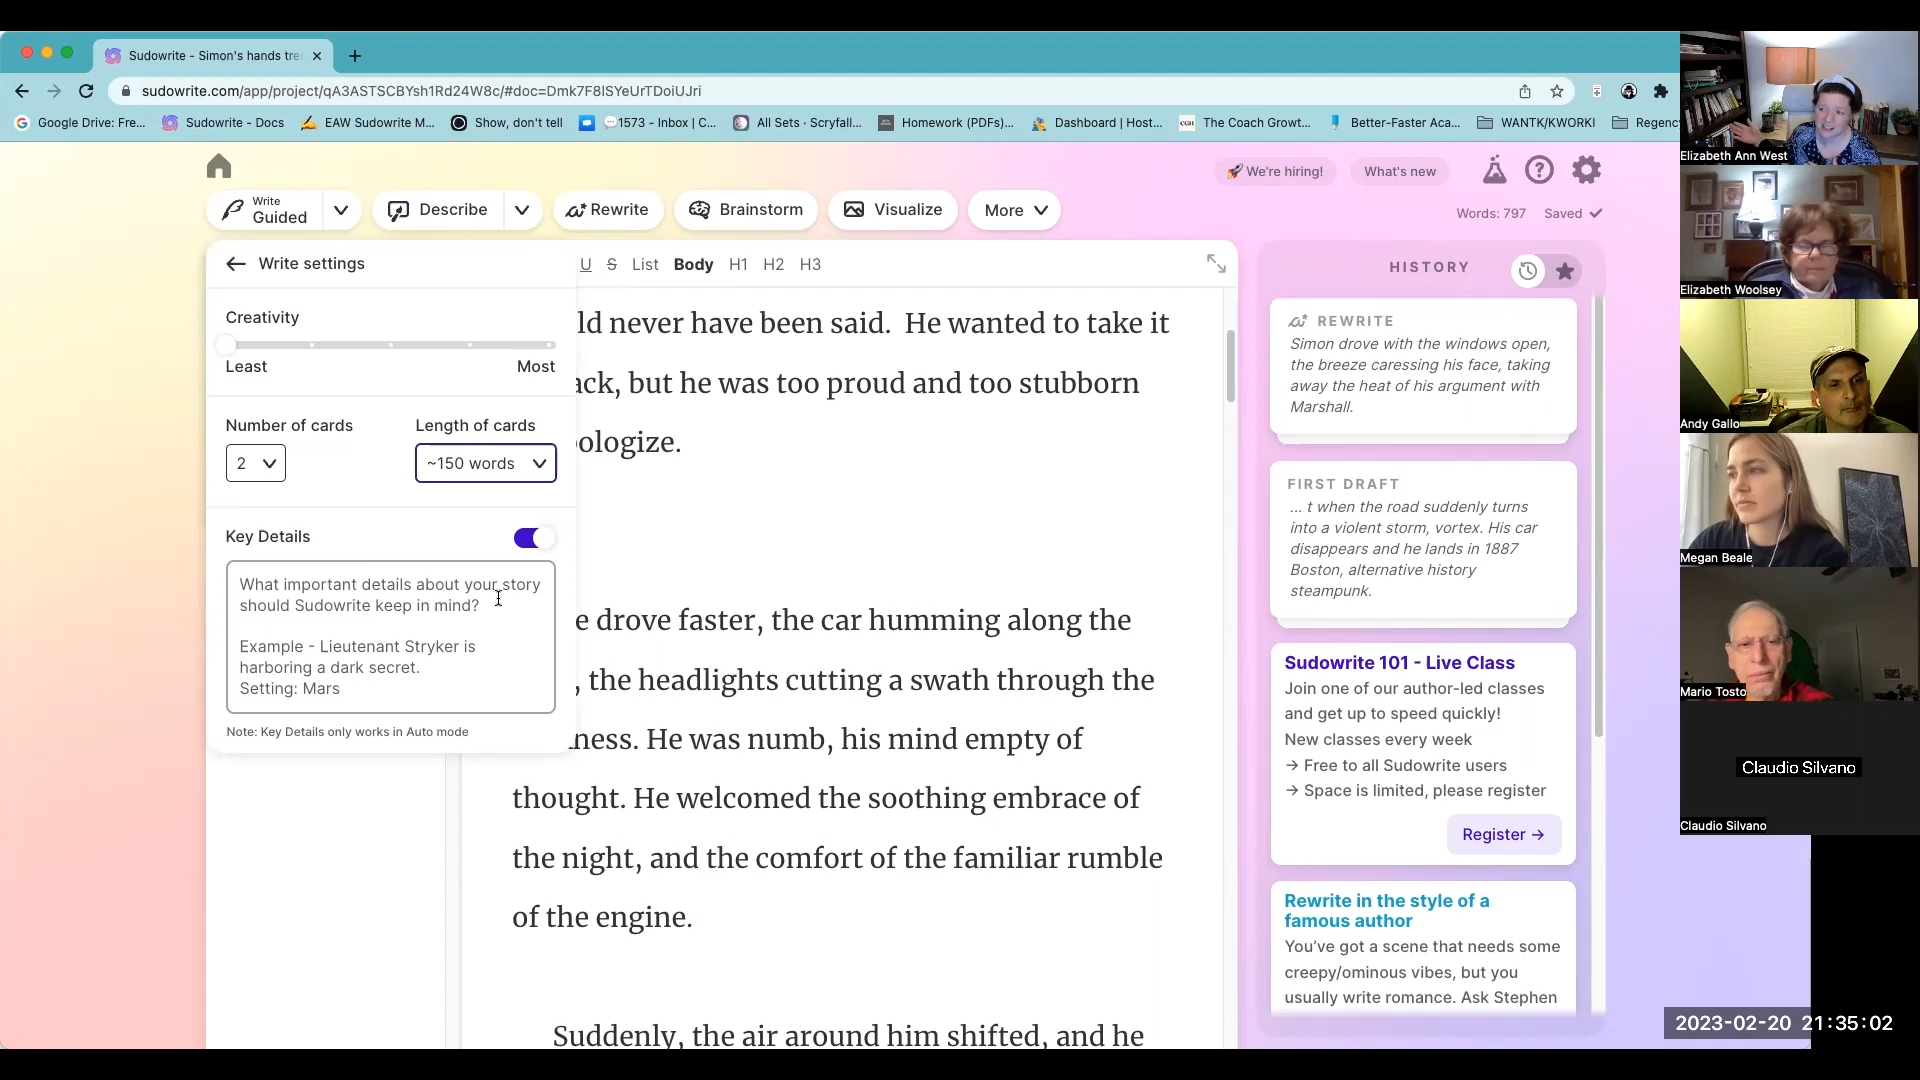 Sudowrite - Simon's hands tre
sudowrite.com/app/project/qA3ASTSCBYsh1Rd24W8c/#doc=Dmk7F8lSYeUrTDoiUJri
Google Drive: Fre...
Sudowrite - Docs
EAW Sudowrite M...
Show, don't tell
1573 - Inbox | C...
All Sets · Scryfall...
Homework (PDFs)...
Dashboard | Host...
The Coach Growt...
Better-Faster Aca...
WANTK/KWORKI
Regency
We're hiring!
What's new
Write
Guided
Describe
Rewrite
Brainstorm
Visualize
More
Words: 797
Saved
Write settings
Creativity
Least
Most
Number of cards
Length of cards
2
~150 words
Key Details
What important details about your story
should Sudowrite keep in mind?
Example - Lieutenant Stryker is
harboring a dark secret.
Setting: Mars
Note: Key Details only works in Auto mode
U S List Body H1 H2 H3
ld never have been said. He wanted to take it
ack, but he was too proud and too stubborn
ologize.
e drove faster, the car humming along the
, the headlights cutting a swath through the
ness. He was numb, his mind empty of
thought. He welcomed the soothing embrace of
the night, and the comfort of the familiar rumble
of the engine.
Suddenly, the air around him shifted, and he
HISTORY
REWRITE
Simon drove with the windows open,
the breeze caressing his face, taking
away the heat of his argument with
Marshall.
FIRST DRAFT
... t when the road suddenly turns
into a violent storm, vortex. His car
disappears and he lands in 1887
Boston, alternative history
steampunk.
Sudowrite 101 - Live Class
Join one of our author-led classes
and get up to speed quickly!
New classes every week
→ Free to all Sudowrite users
→ Space is limited, please register
Register →
Rewrite in the style of a
famous author
You've got a scene that needs some
creepy/ominous vibes, but you
usually write romance. Ask Stephen
Elizabeth Ann West
Elizabeth Woolsey
Andy Gallo
Megan Beale
Mario Tosto
Claudio Silvano
Claudio Silvano
2023-02-20 21:35:02